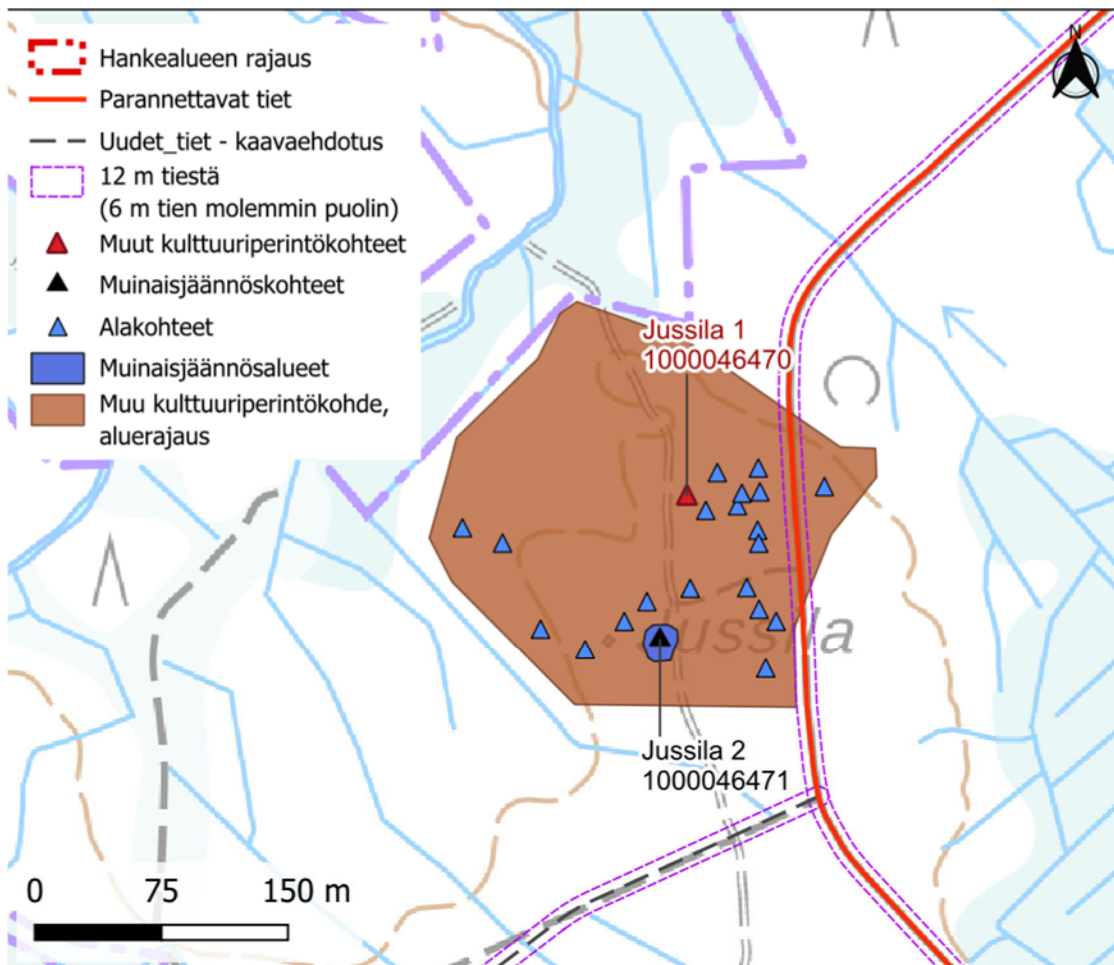 Hankealueen rajaus
Parannettavat tiet
Uudet_tiet - kaavaehdotus
12 m tiestä
(6 m tien molemmin puolin)
Muut kulttuuriperintökohteet
Muinaisjäännöskohteet
Alakohteet
Muinaisjäännösalueet
Muu kulttuuriperintökohde,
aluerajaus
N
Jussila 1
1000046470
Jussila
Jussila 2
1000046471
0 75 150 m